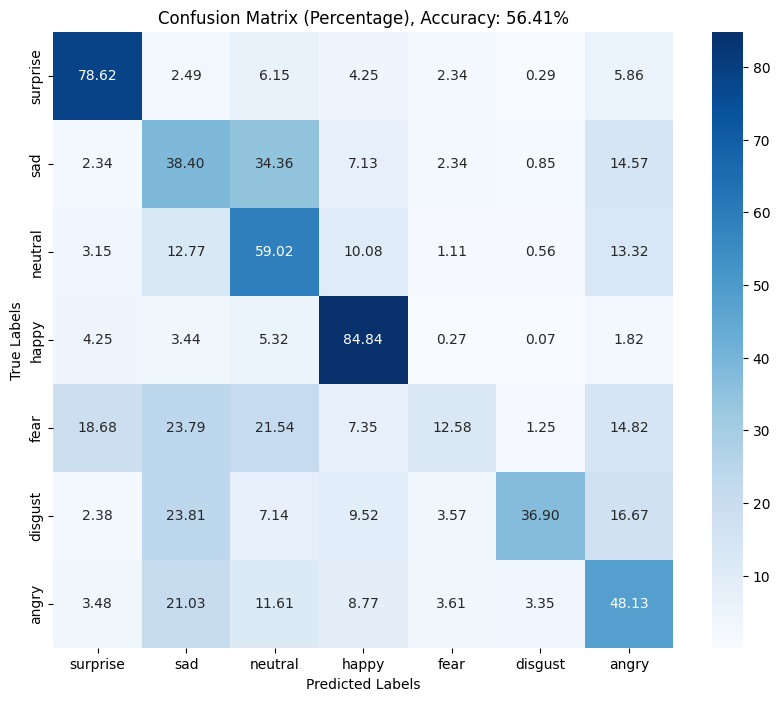 Confusion Matrix (Percentage), Accuracy: 56.41%
True Labels
surprise 78.62 2.49 6.15 4.25 2.34 0.29 5.86
sad 2.34 38.40 34.36 7.13 2.34 0.85 14.57
neutral 3.15 12.77 59.02 10.08 1.11 0.56 13.32
happy 4.25 3.44 5.32 84.84 0.27 0.07 1.82
fear 18.68 23.79 21.54 7.35 12.58 1.25 14.82
disgust 2.38 23.81 7.14 9.52 3.57 36.90 16.67
angry 3.48 21.03 11.61 8.77 3.61 3.35 48.13
surprise sad neutral happy fear disgust angry
Predicted Labels
80
70
60
50
40
30
20
10